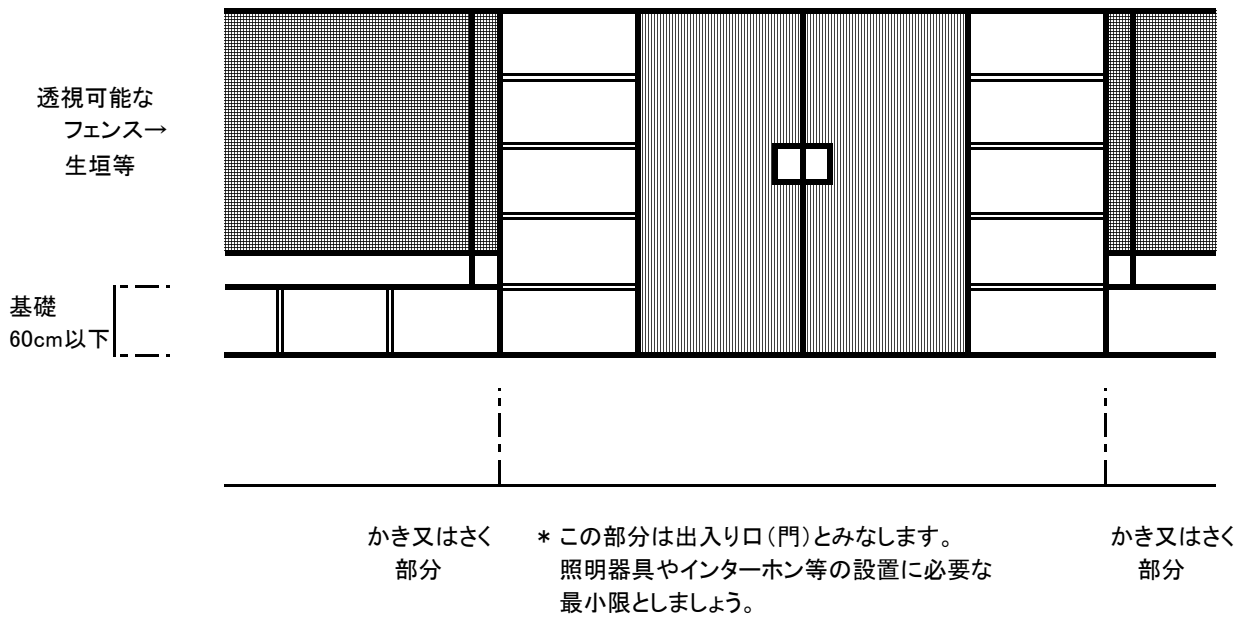 透視可能な
フェンス→
生垣等
基礎
60cm以下
かき又はさく
部分
* この部分は出入り口(門)とみなします。
照明器具やインターホン等の設置に必要な
最小限としましょう。
かき又はさく
部分